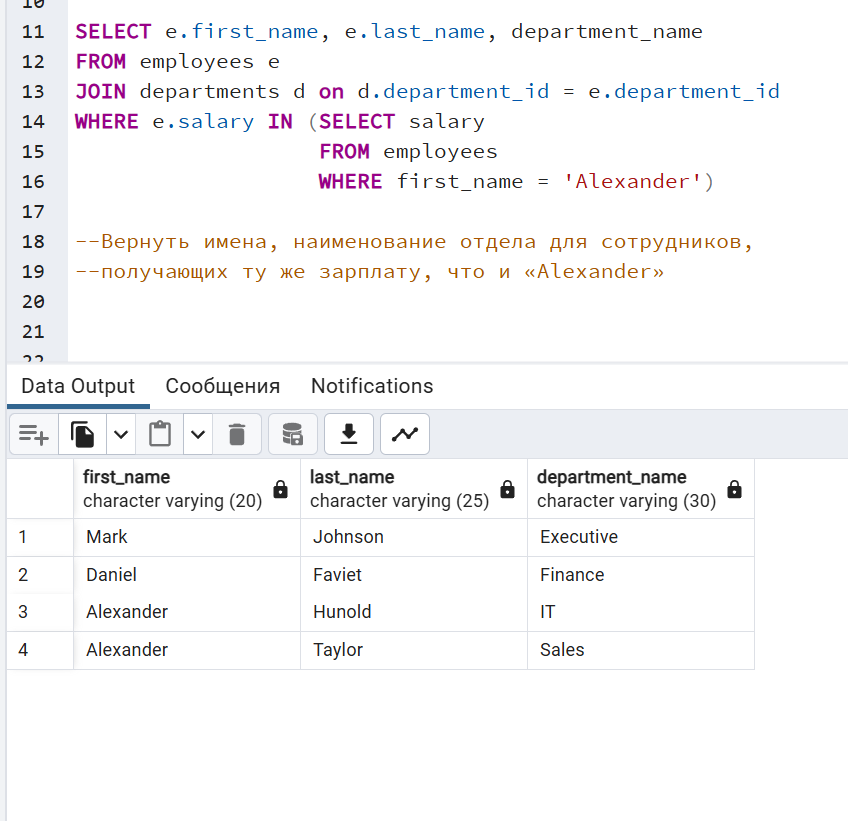 10
11 SELECT e.first_name, e.last_name, department_name
12 FROM employees e
13 JOIN departments d on d.department_id = e.department_id
14 WHERE e.salary IN (SELECT salary
15 FROM employees
16 WHERE first_name = 'Alexander')
17
18 --Вернуть имена, наименование отдела для сотрудников,
19 --получающих ту же зарплату, что и «Alexander»
20
21
22
Data Output Сообщения Notifications
first_name last_name department_name
character varying (20) character varying (25) character varying (30)
1 Mark Johnson Executive
2 Daniel Faviet Finance
3 Alexander Hunold IT
4 Alexander Taylor Sales